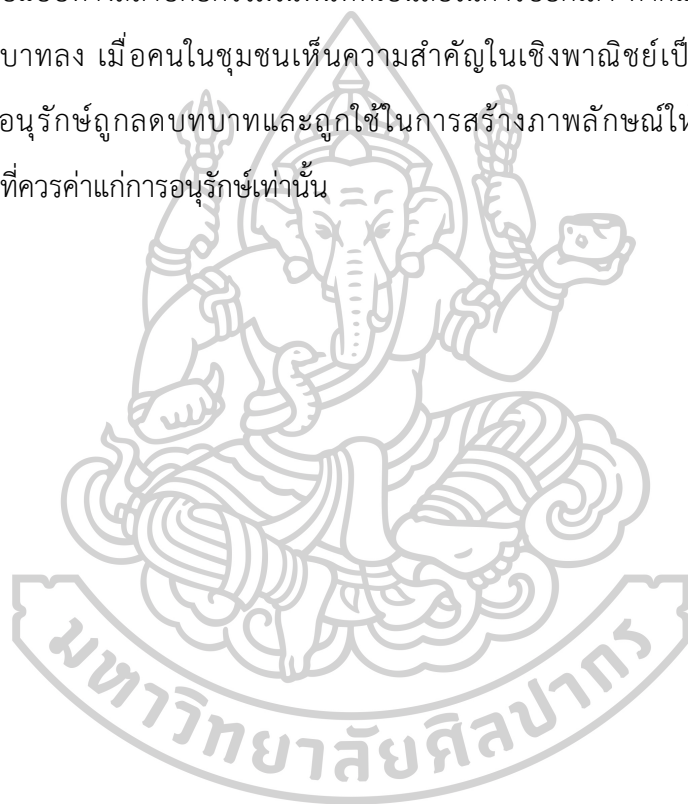 บาทลง เมื่อคนในชุมชนเห็นความสำคัญในเชิงพาณิชย์เป็
อนุรักษ์ถูกลดบทบาทและถูกใช้ในการสร้างภาพลักษณ์ให
ที่ควรค่าแก่การอนุรักษ์เท่านั้น
มหาวิทยาลัยศิลปากร